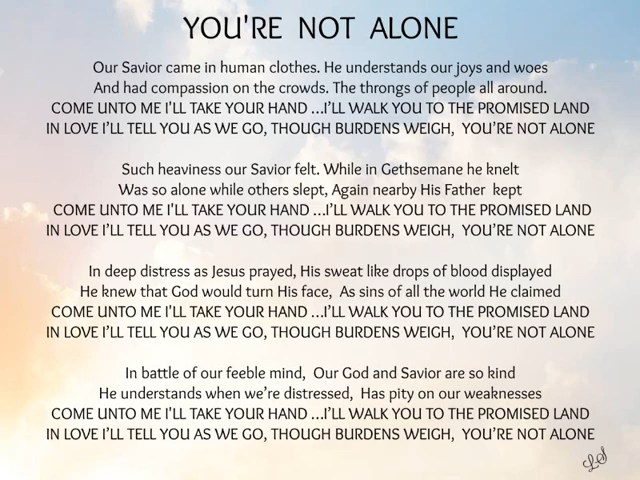 YOU'RE NOT ALONE
Our Savior came in human clothes. He understands our joys and woes
And had compassion on the crowds. The throngs of people all around.
COME UNTO ME I'LL TAKE YOUR HAND ...I'LL WALK YOU TO THE PROMISED LAND
IN LOVE I'LL TELL YOU AS WE GO, THOUGH BURDENS WEIGH, YOU'RE NOT ALONE
Such heaviness our Savior felt. While in Gethsemane he knelt
Was so alone while others slept, Again nearby His Father kept
COME UNTO ME I'LL TAKE YOUR HAND ...I'LL WALK YOU TO THE PROMISED LAND
IN LOVE I'LL TELL YOU AS WE GO, THOUGH BURDENS WEIGH, YOU'RE NOT ALONE
In deep distress as Jesus prayed, His sweat like drops of blood displayed
He knew that God would turn His face, As sins of all the world He claimed
COME UNTO ME I'LL TAKE YOUR HAND ...I'LL WALK YOU TO THE PROMISED LAND
IN LOVE I'LL TELL YOU AS WE GO, THOUGH BURDENS WEIGH, YOU'RE NOT ALONE
In battle of our feeble mind, Our God and Savior are so kind
He understands when we're distressed, Has pity on our weaknesses
COME UNTO ME I'LL TAKE YOUR HAND ...I'LL WALK YOU TO THE PROMISED LAND
IN LOVE I'LL TELL YOU AS WE GO, THOUGH BURDENS WEIGH, YOU'RE NOT ALONE
LS